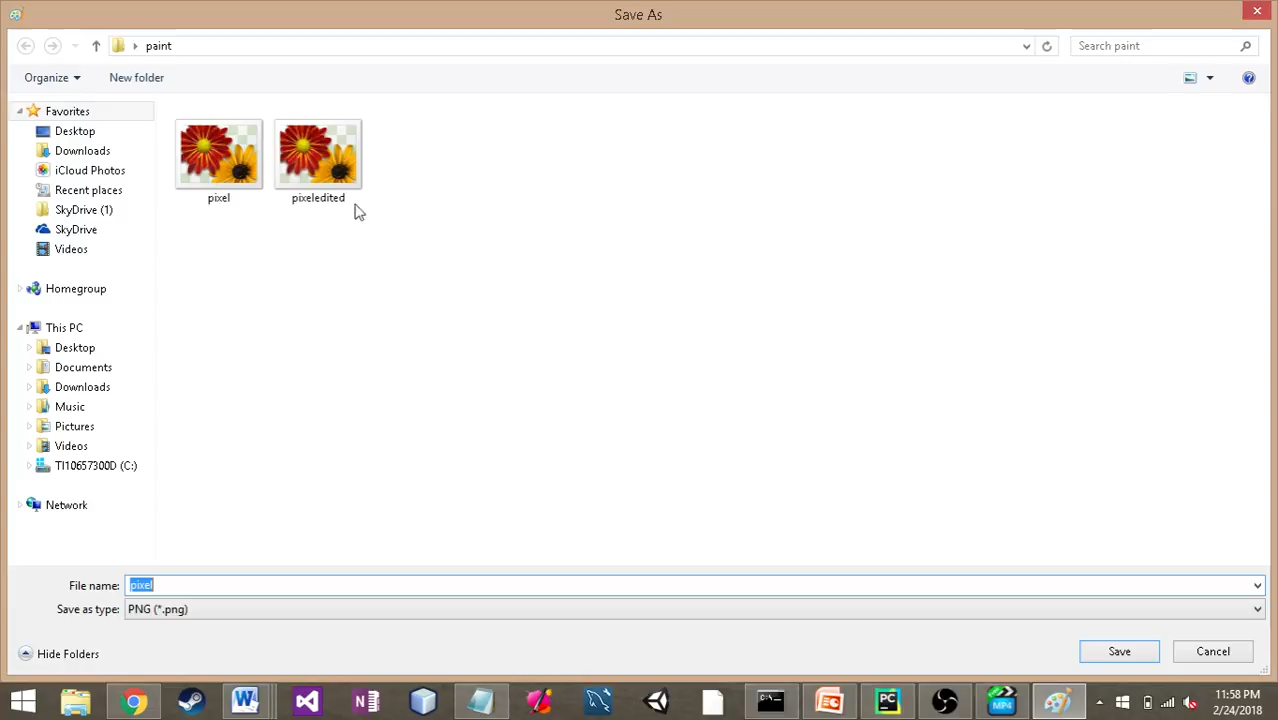 Save As
paint
Search paint
Organize
New folder
Favorites
Desktop
Downloads
iCloud Photos
Recent places
SkyDrive (1)
SkyDrive
Videos
Homegroup
This PC
Desktop
Documents
Downloads
Music
Pictures
Videos
TI10657300D (C:)
Network
pixel
pixeledited
File name: pixel
Save as type: PNG (*.png)
Hide Folders
Save
Cancel
W
N
PC
MP4
11:58 PM
2/24/2018